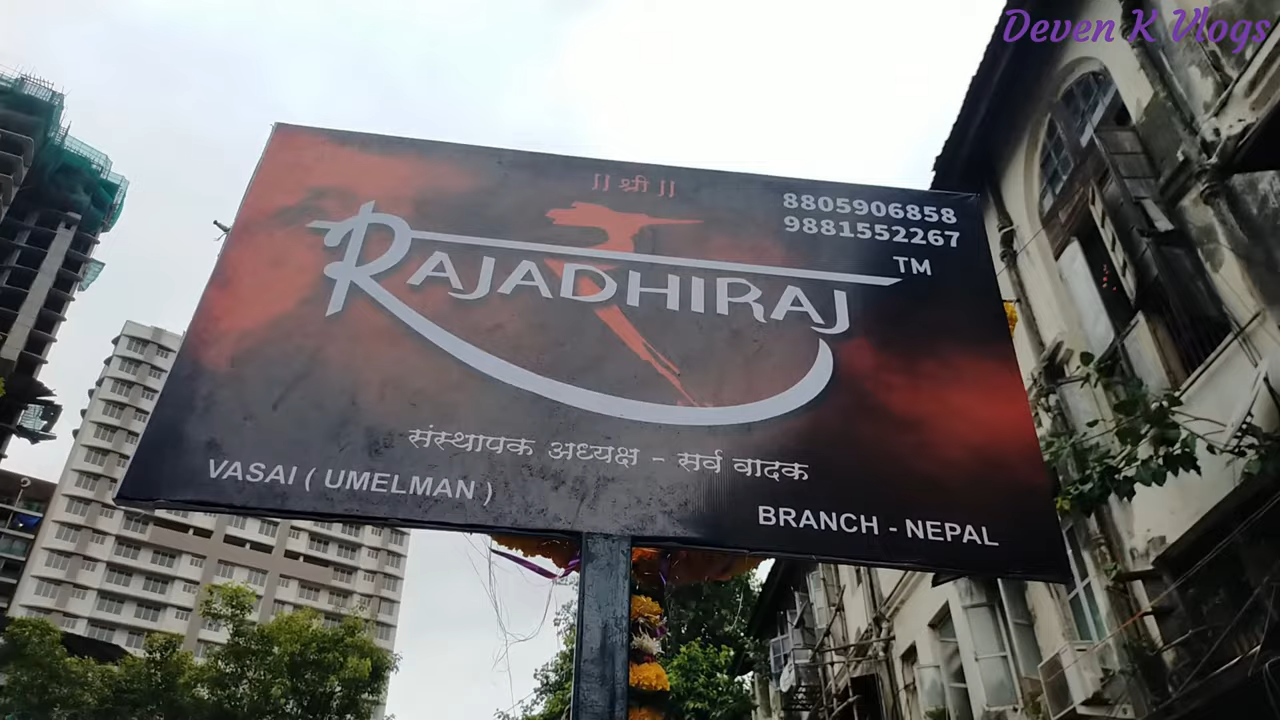 Deven K Vlogs
|| श्री ||
8805906858
9881552267
RAJADHIRAJ TM
संस्थापक अध्यक्ष - सर्व वादक
VASAI ( UMELMAN )
BRANCH - NEPAL